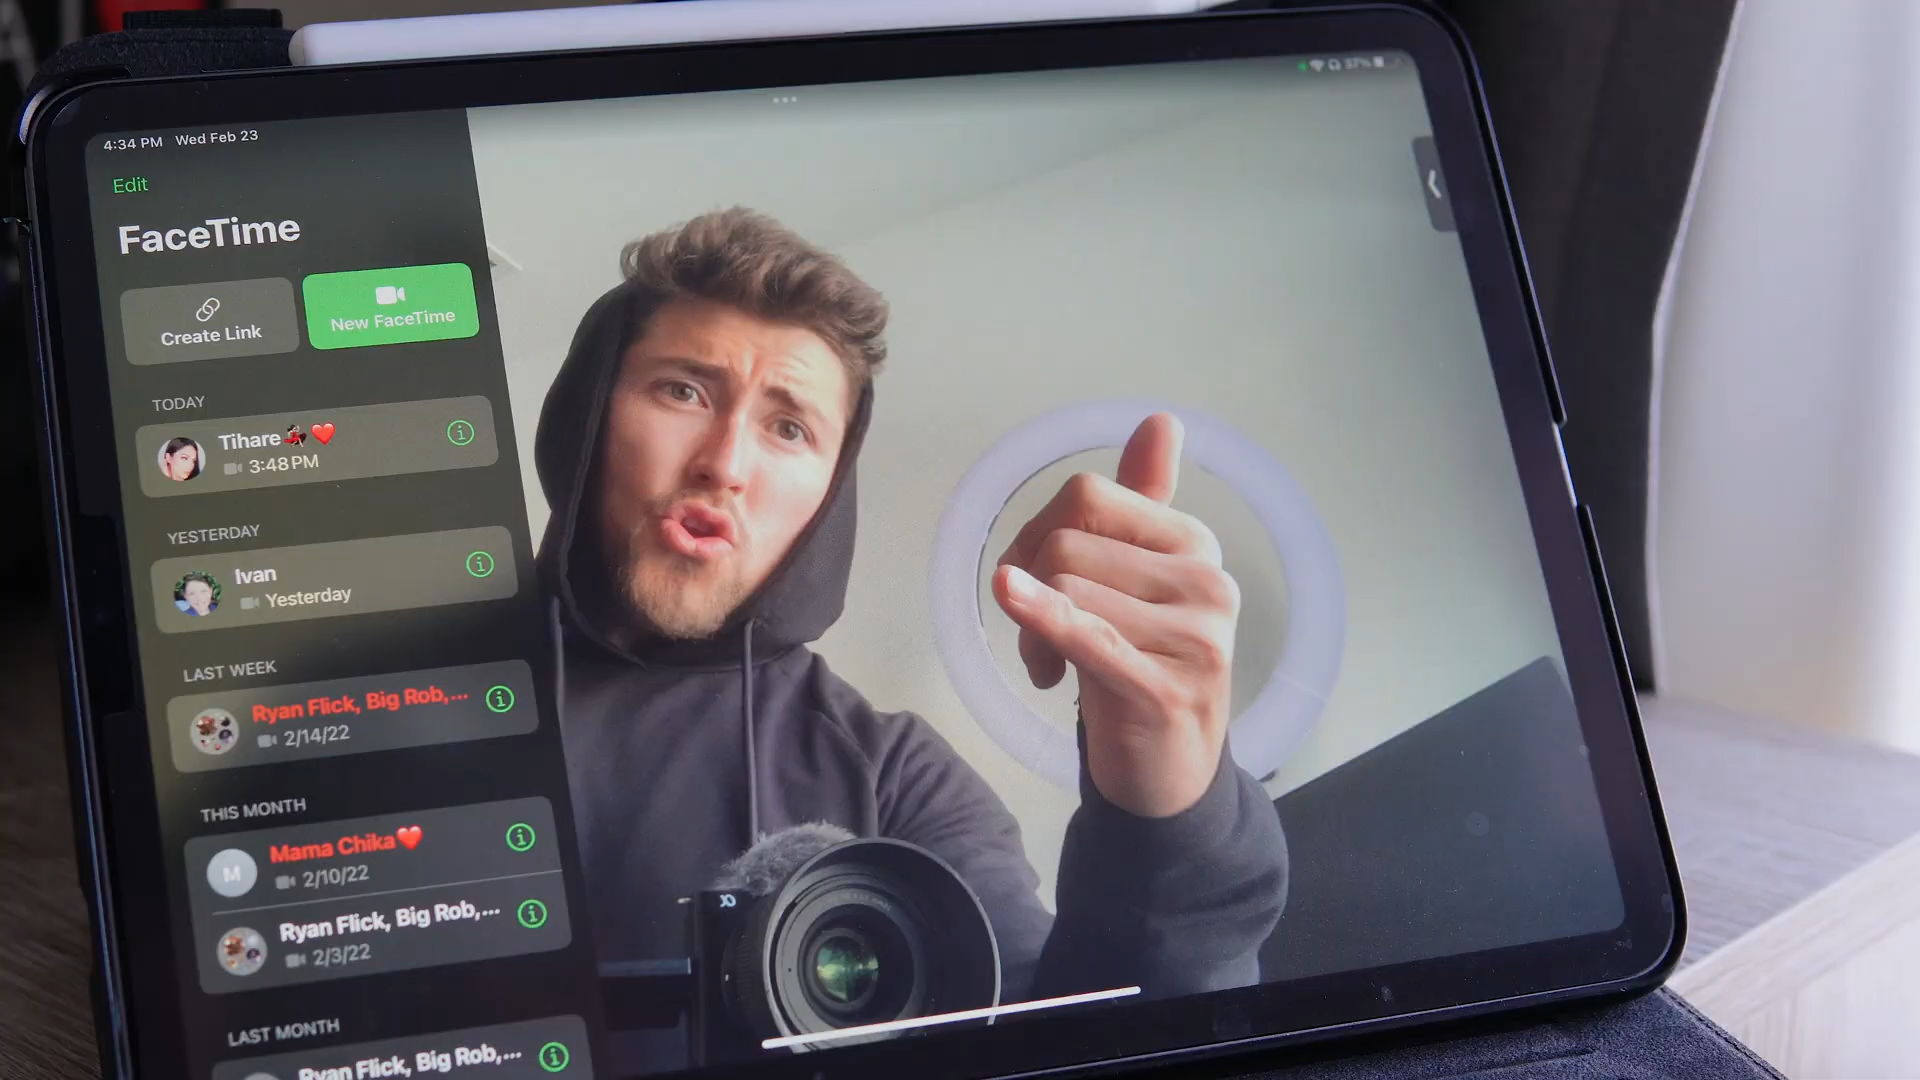 4:34 PM Wed Feb 23
37%
Edit
FaceTime
Create Link
New FaceTime
TODAY
Tihare💃🏿❤️
3:48 PM
YESTERDAY
Ivan
Yesterday
LAST WEEK
Ryan Flick, Big Rob,...
2/14/22
THIS MONTH
Mama Chika❤️
M
2/10/22
Ryan Flick, Big Rob,...
2/3/22
LAST MONTH
Ryan Flick, Big Rob,...